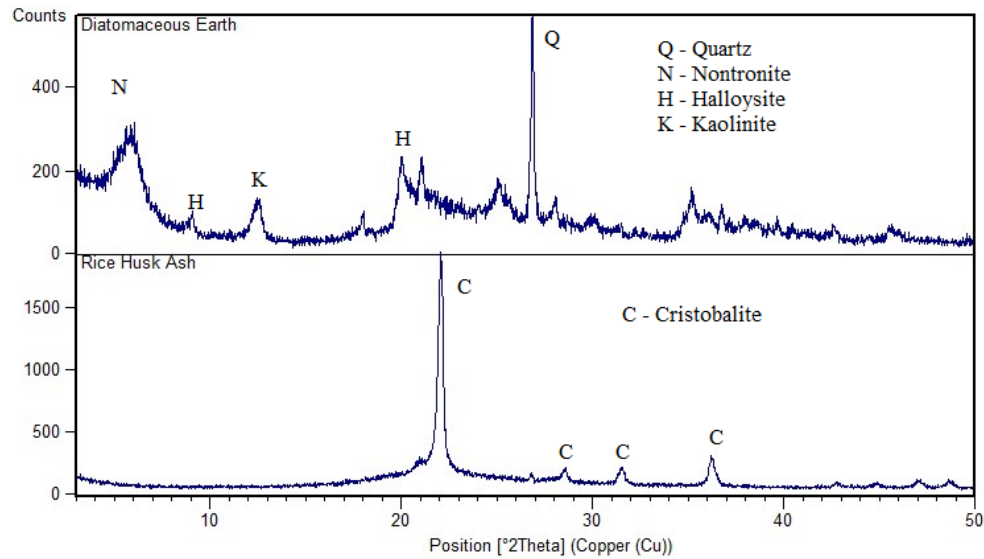 Counts
Diatomaceous Earth
Q
Q - Quartz
N - Nontronite
H - Halloysite
K - Kaolinite
N
400
H
200
K
H
0
Rice Husk Ash
C
C - Cristobalite
1500
1000
500
C
C
C
0
10
20
30
40
50
Position [°2Theta] (Copper (Cu))